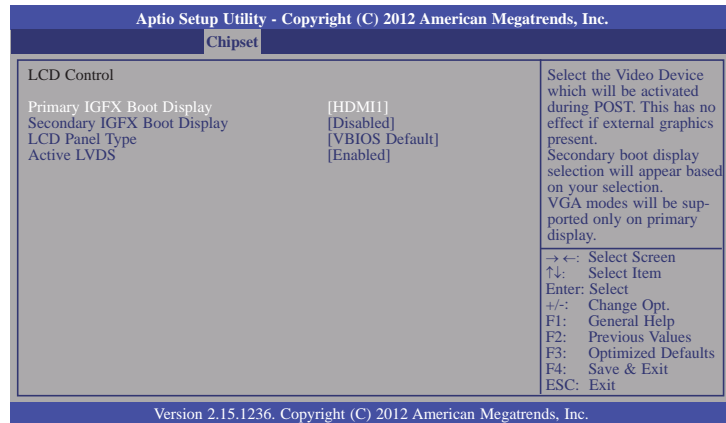 Aptio Setup Utility - Copyright (C) 2012 American Megatrends, Inc.
Chipset
LCD Control
Primary IGFX Boot Display [HDMI1]
Secondary IGFX Boot Display [Disabled]
LCD Panel Type [VBIOS Default]
Active LVDS [Enabled]
Select the Video Device
which will be activated
during POST. This has no
effect if external graphics
present.
Secondary boot display
selection will appear based
on your selection.
VGA modes will be sup-
ported only on primary
display.
→←: Select Screen
↑↓: Select Item
Enter: Select
+/-: Change Opt.
F1: General Help
F2: Previous Values
F3: Optimized Defaults
F4: Save & Exit
ESC: Exit
Version 2.15.1236. Copyright (C) 2012 American Megatrends, Inc.